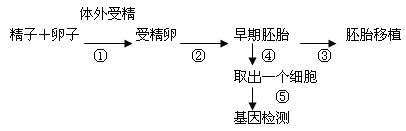 体外受精
精子＋卵子 受精卵 早期胚胎 胚胎移植
① ② ④ ③
取出一个细胞
⑤
基因检测